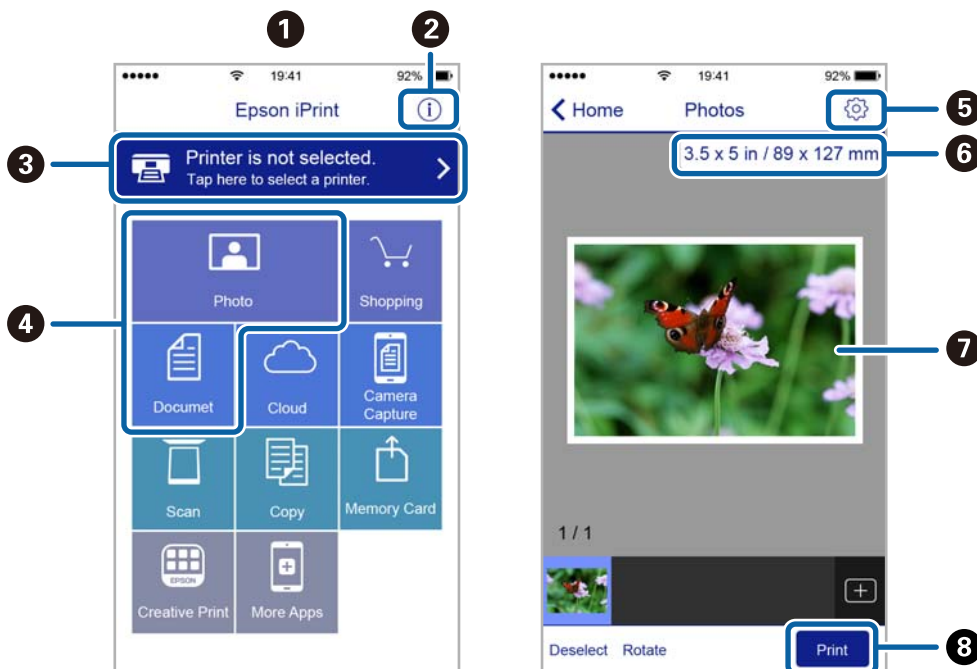 1
2
19:41
92%
Epson iPrint
3
Printer is not selected.
Tap here to select a printer.
4
Photo
Shopping
Documet
Cloud
Camera
Capture
Scan
Copy
Memory Card
EPSON
Creative Print
More Apps
19:41
92%
Home
Photos
5
3.5 x 5 in / 89 x 127 mm
6
7
1 / 1
Deselect
Rotate
Print
8